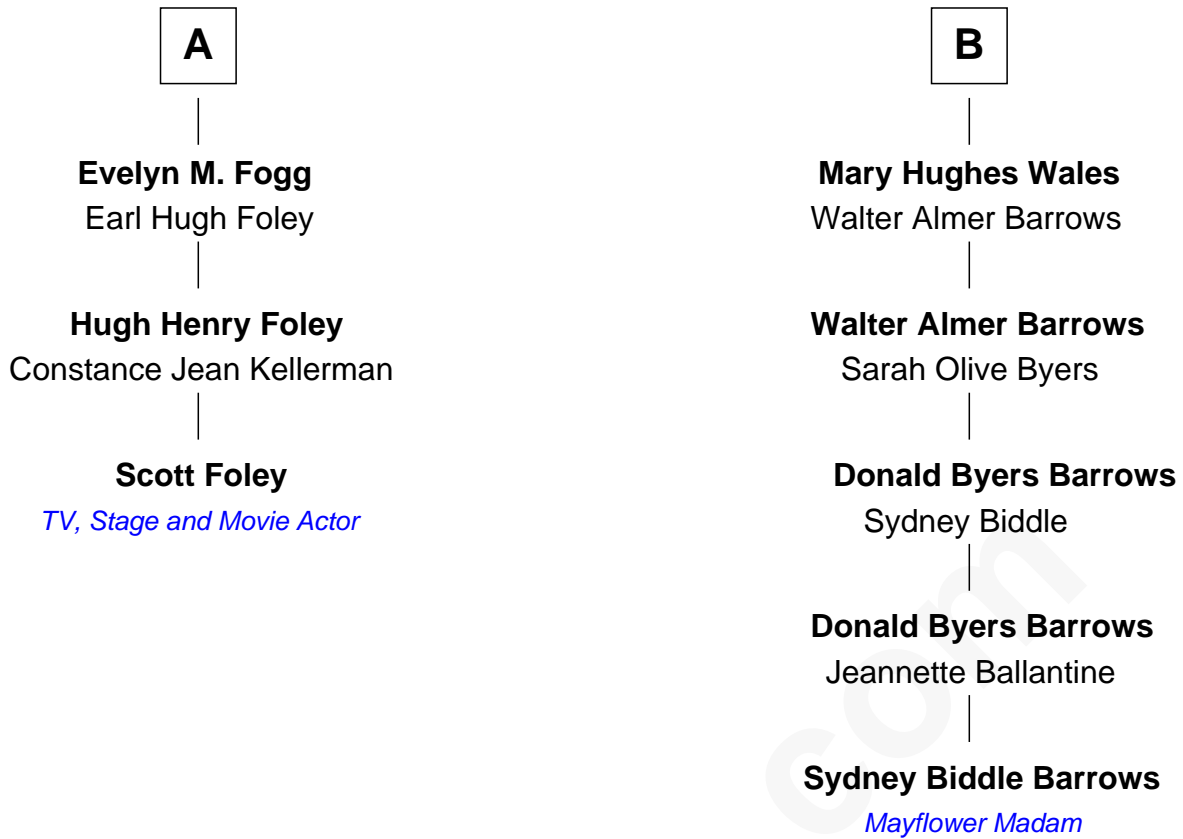 A
Evelyn M. Fogg
Earl Hugh Foley
Hugh Henry Foley
Constance Jean Kellerman
Scott Foley
TV, Stage and Movie Actor
B
Mary Hughes Wales
Walter Almer Barrows
Walter Almer Barrows
Sarah Olive Byers
Donald Byers Barrows
Sydney Biddle
Donald Byers Barrows
Jeannette Ballantine
Sydney Biddle Barrows
Mayflower Madam
com